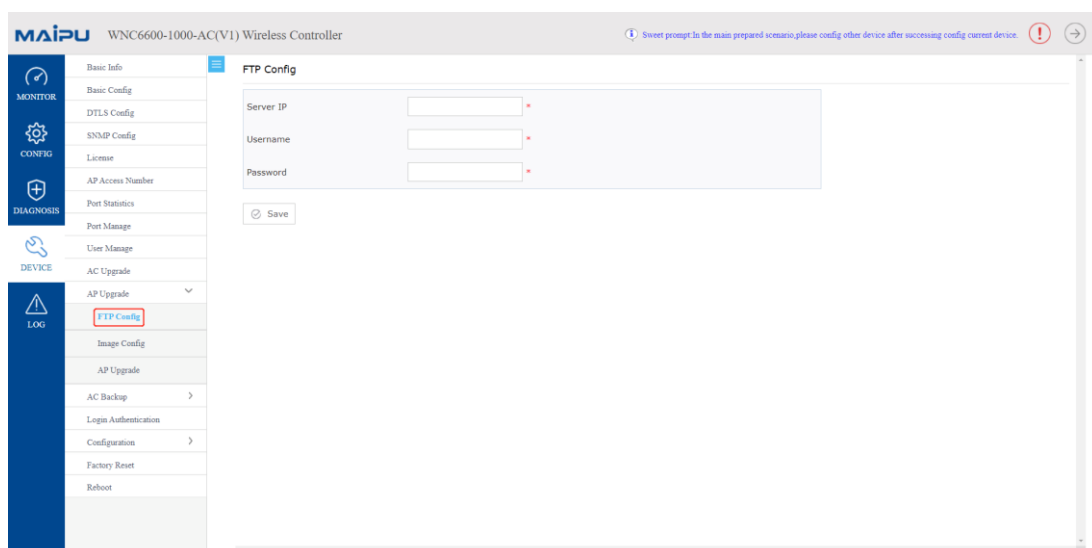 MAIPU WNC6600-1000-AC(V1) Wireless Controller
Sweet prompt:In the main prepared scenario,please config other device after successing config current device.
MONITOR
CONFIG
DIAGNOSIS
DEVICE
LOG
Basic Info
Basic Config
DTLS Config
SNMP Config
License
AP Access Number
Port Statistics
Port Manage
User Manage
AC Upgrade
AP Upgrade
FTP Config
Image Config
AP Upgrade
AC Backup
Login Authentication
Configuration
Factory Reset
Reboot
FTP Config
Server IP *
Username *
Password *
Save